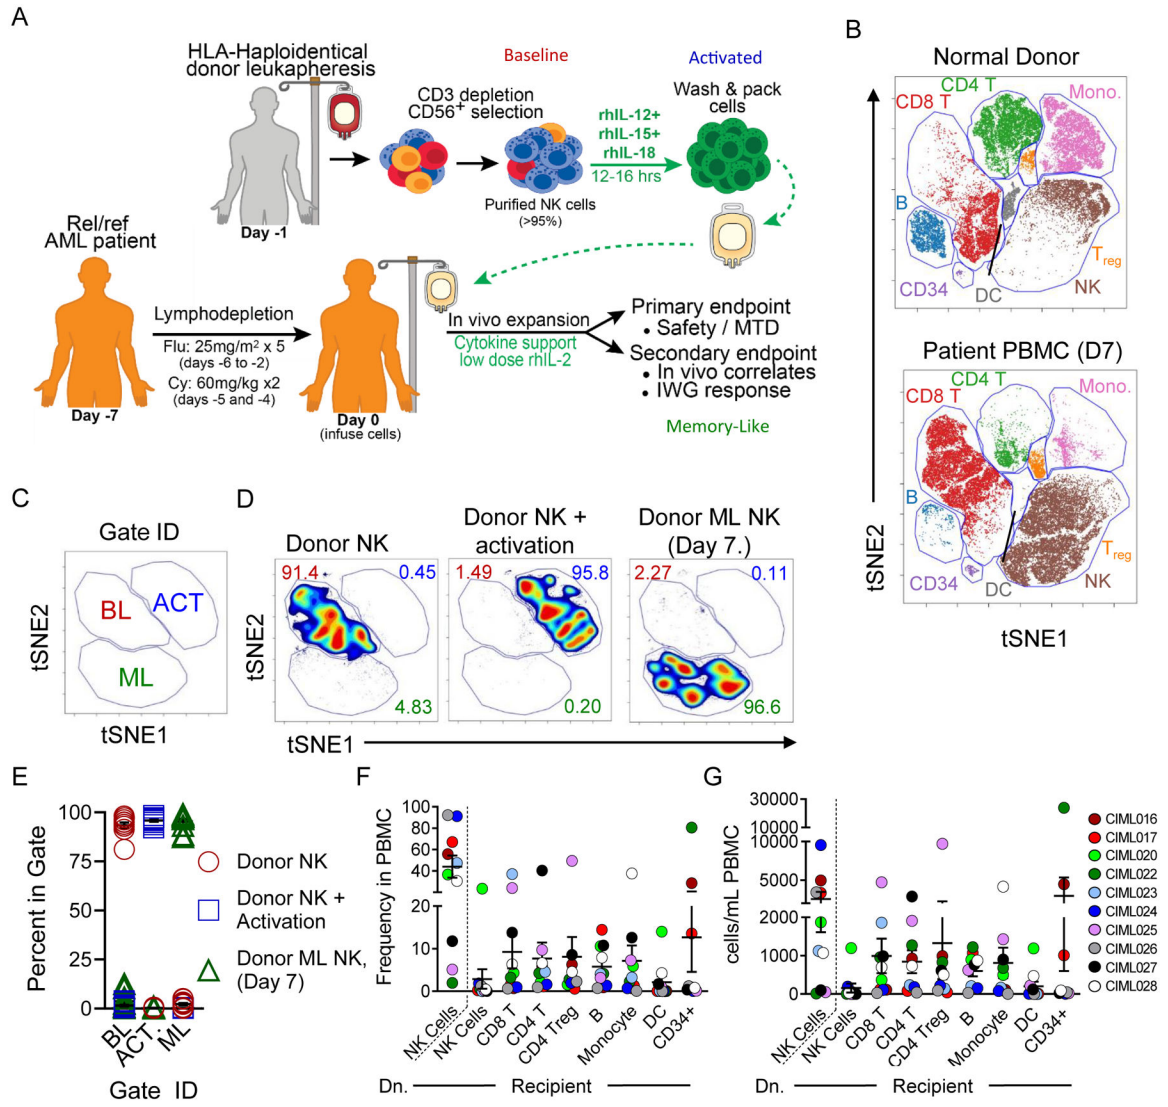 A
HLA-Haploidentical
donor leukapheresis
Day -1
CD3 depletion
CD56⁺ selection
Baseline
Purified NK cells
(>95%)
rhIL-12+
rhIL-15+
rhIL-18
12-16 hrs
Activated
Wash & pack
cells
Rel/ref
AML patient
Day -7
Lymphodepletion
Flu: 25mg/m² x 5
(days -6 to -2)
Cy: 60mg/kg x2
(days -5 and -4)
Day 0
(infuse cells)
In vivo expansion
Cytokine support
low dose rhIL-2
Primary endpoint
• Safety / MTD
Secondary endpoint
• In vivo correlates
• IWG response
Memory-Like
B
Normal Donor
CD4 T
CD8 T
Mono.
B
Treg
CD34
DC
NK
Patient PBMC (D7)
CD4 T
CD8 T
Mono.
B
Treg
CD34
DC
NK
tSNE2
tSNE1
C
Gate ID
BL
ACT
ML
tSNE2
tSNE1
D
Donor NK
91.4
0.45
4.83
Donor NK +
activation
1.49
95.8
0.20
Donor ML NK
(Day 7.)
2.27
0.11
96.6
tSNE2
tSNE1
E
Percent in Gate
100
75
50
25
0
BL
ACT
ML
Gate ID
Donor NK
Donor NK +
Activation
Donor ML NK,
(Day 7)
F
Frequency in PBMC
100
80
60
40
20
10
0
NK Cells
NK Cells
CD8 T
CD4 T
CD4 Treg
B
Monocyte
DC
CD34+
Dn.
Recipient
G
cells/mL PBMC
30000
10000
5000
2000
1000
0
NK Cells
NK Cells
CD8 T
CD4 T
CD4 Treg
B
Monocyte
DC
CD34+
Dn.
Recipient
CIML016
CIML017
CIML020
CIML022
CIML023
CIML024
CIML025
CIML026
CIML027
CIML028